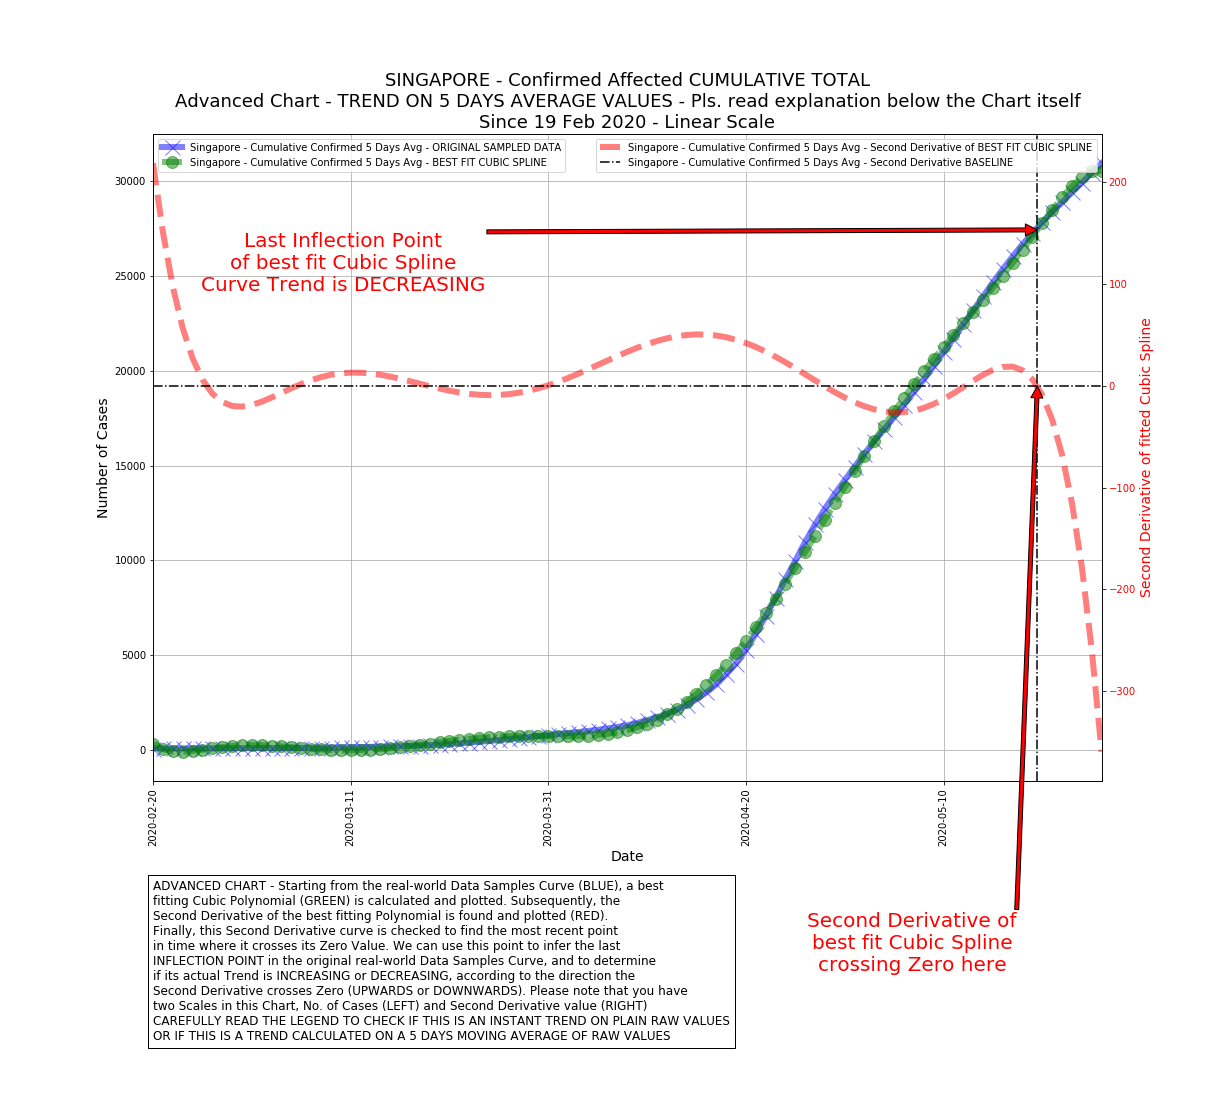 SINGAPORE - Confirmed Affected CUMULATIVE TOTAL
Advanced Chart - TREND ON 5 DAYS AVERAGE VALUES - Pls. read explanation below the Chart itself
Since 19 Feb 2020 - Linear Scale
Singapore - Cumulative Confirmed 5 Days Avg - ORIGINAL SAMPLED DATA
Singapore - Cumulative Confirmed 5 Days Avg - BEST FIT CUBIC SPLINE
Singapore - Cumulative Confirmed 5 Days Avg - Second Derivative of BEST FIT CUBIC SPLINE
Singapore - Cumulative Confirmed 5 Days Avg - Second Derivative BASELINE
Last Inflection Point
of best fit Cubic Spline
Curve Trend is DECREASING
Number of Cases
30000
25000
20000
15000
10000
5000
0
200
100
0
−100
−200
−300
Second Derivative of fitted Cubic Spline
2020-02-20
2020-03-11
2020-03-31
2020-04-20
2020-05-10
Date
ADVANCED CHART - Starting from the real-world Data Samples Curve (BLUE), a best
fitting Cubic Polynomial (GREEN) is calculated and plotted. Subsequently, the
Second Derivative of the best fitting Polynomial is found and plotted (RED).
Finally, this Second Derivative curve is checked to find the most recent point
in time where it crosses its Zero Value. We can use this point to infer the last
INFLECTION POINT in the original real-world Data Samples Curve, and to determine
if its actual Trend is INCREASING or DECREASING, according to the direction the
Second Derivative crosses Zero (UPWARDS or DOWNWARDS). Please note that you have
two Scales in this Chart, No. of Cases (LEFT) and Second Derivative value (RIGHT)
CAREFULLY READ THE LEGEND TO CHECK IF THIS IS AN INSTANT TREND ON PLAIN RAW VALUES
OR IF THIS IS A TREND CALCULATED ON A 5 DAYS MOVING AVERAGE OF RAW VALUES
Second Derivative of
best fit Cubic Spline
crossing Zero here